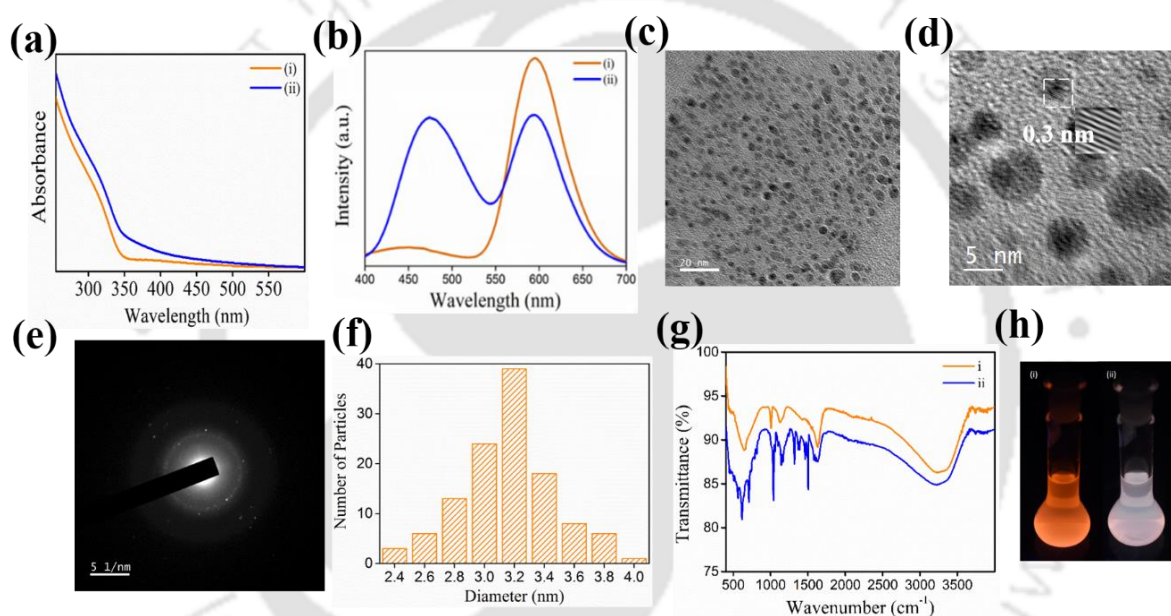 (a)
(i)
(ii)
Absorbance
300 350 400 450 500 550
Wavelength (nm)
(b)
(i)
(ii)
Intensity (a.u.)
400 450 500 550 600 650 700
Wavelength (nm)
(c)
20 nm
(d)
0.3 nm
5 nm
(e)
5 1/nm
(f)
Number of Particles
40
30
20
10
0
2.4 2.6 2.8 3.0 3.2 3.4 3.6 3.8 4.0
Diameter (nm)
(g)
i
ii
Transmittance (%)
100
95
90
85
80
75
500 1000 1500 2000 2500 3000 3500
Wavenumber (cm⁻¹)
(h)
(i)
(ii)